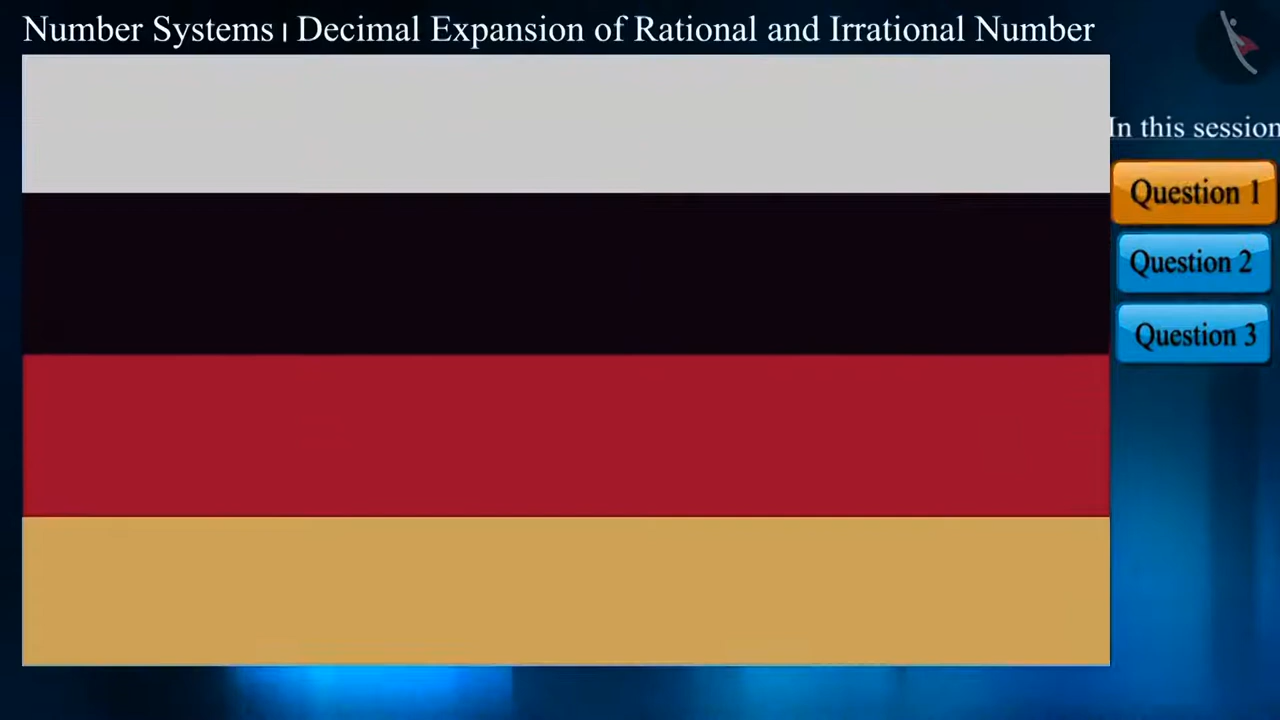 Number Systems | Decimal Expansion of Rational and Irrational Number
In this session
Question 1
Question 2
Question 3